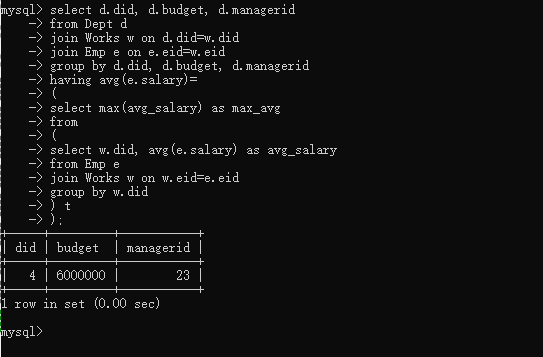 mysql> select d.did, d.budget, d.managerid
-> from Dept d
-> join Works w on d.did=w.did
-> join Emp e on e.eid=w.eid
-> group by d.did, d.budget, d.managerid
-> having avg(e.salary)=
-> (
-> select max(avg_salary) as max_avg
-> from
-> (
-> select w.did, avg(e.salary) as avg_salary
-> from Emp e
-> join Works w on w.eid=e.eid
-> group by w.did
-> ) t
-> );
| did | budget | managerid |
| 4 | 6000000 | 23 |
1 row in set (0.00 sec)
mysql>